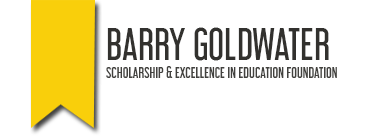 BARRY GOLDWATER
SCHOLARSHIP & EXCELLENCE IN EDUCATION FOUNDATION